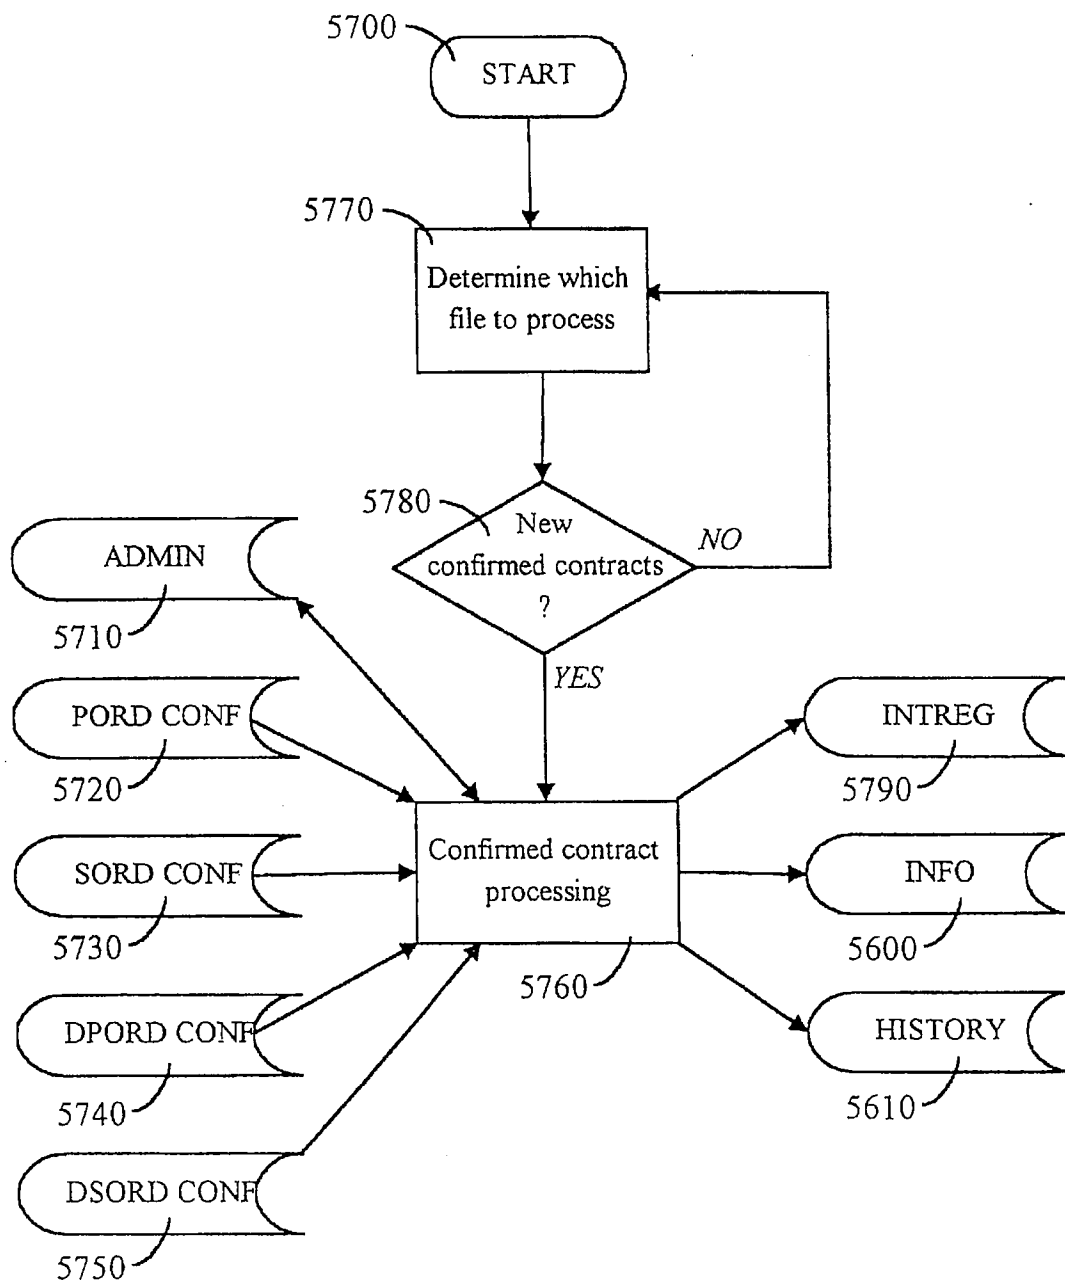 5700
START
5770
Determine which
file to process
5780
New
confirmed contracts
?
NO
YES
ADMIN
5710
PORD CONF
5720
SORD CONF
5730
DPORD CONF
5740
DSORD CONF
5750
Confirmed contract
processing
5760
INTREG
5790
INFO
5600
HISTORY
5610